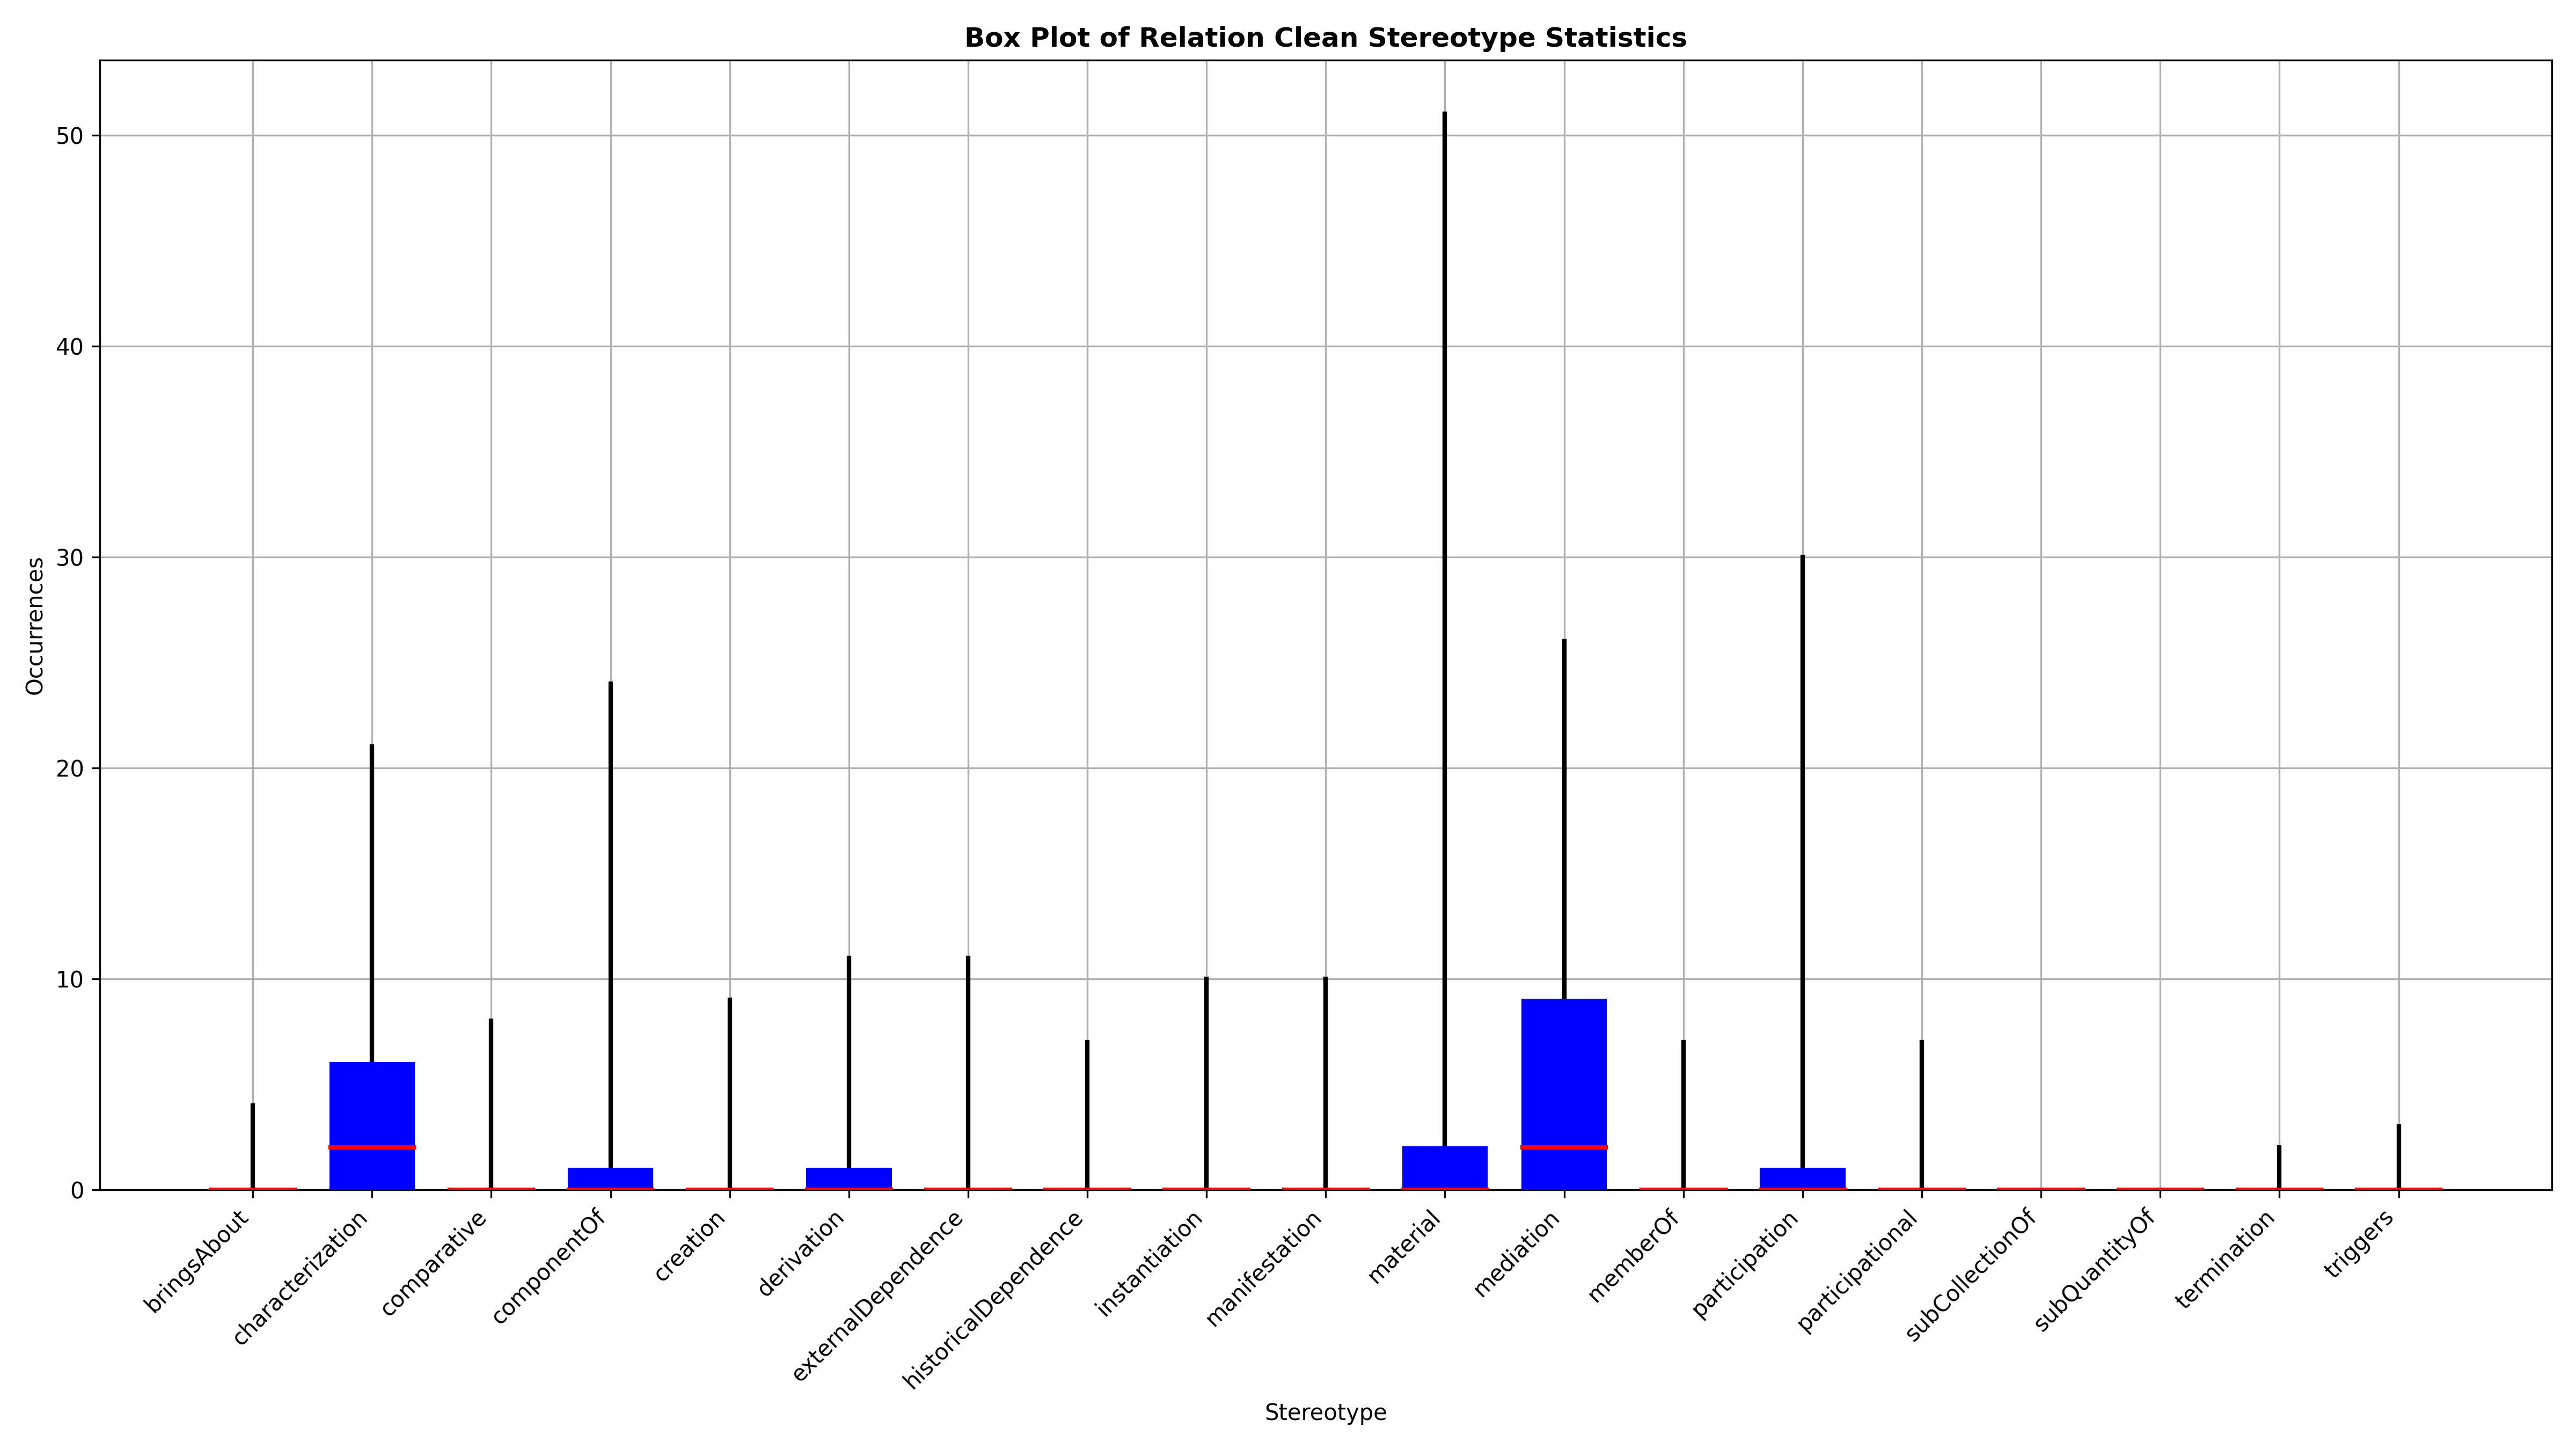 Box Plot of Relation Clean Stereotype Statistics
50
40
30
20
10
0
Occurrences
bringsAbout
characterization
comparative
componentOf
creation
derivation
externalDependence
historicalDependence
instantiation
manifestation
material
mediation
memberOf
participation
participational
subCollectionOf
subQuantityOf
termination
triggers
Stereotype